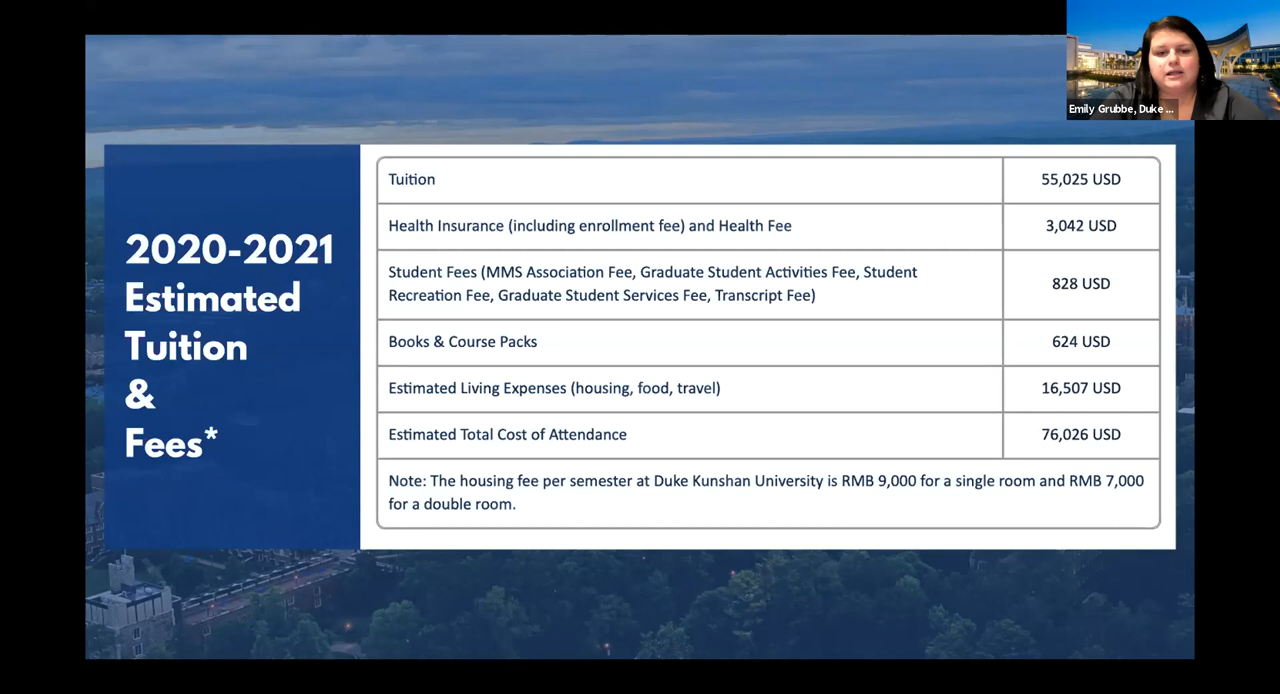 Emily Grubbe, Duke ...
2020-2021
Estimated
Tuition
&
Fees*
Tuition 55,025 USD
Health Insurance (including enrollment fee) and Health Fee 3,042 USD
Student Fees (MMS Association Fee, Graduate Student Activities Fee, Student
Recreation Fee, Graduate Student Services Fee, Transcript Fee) 828 USD
Books & Course Packs 624 USD
Estimated Living Expenses (housing, food, travel) 16,507 USD
Estimated Total Cost of Attendance 76,026 USD
Note: The housing fee per semester at Duke Kunshan University is RMB 9,000 for a single room and RMB 7,000
for a double room.